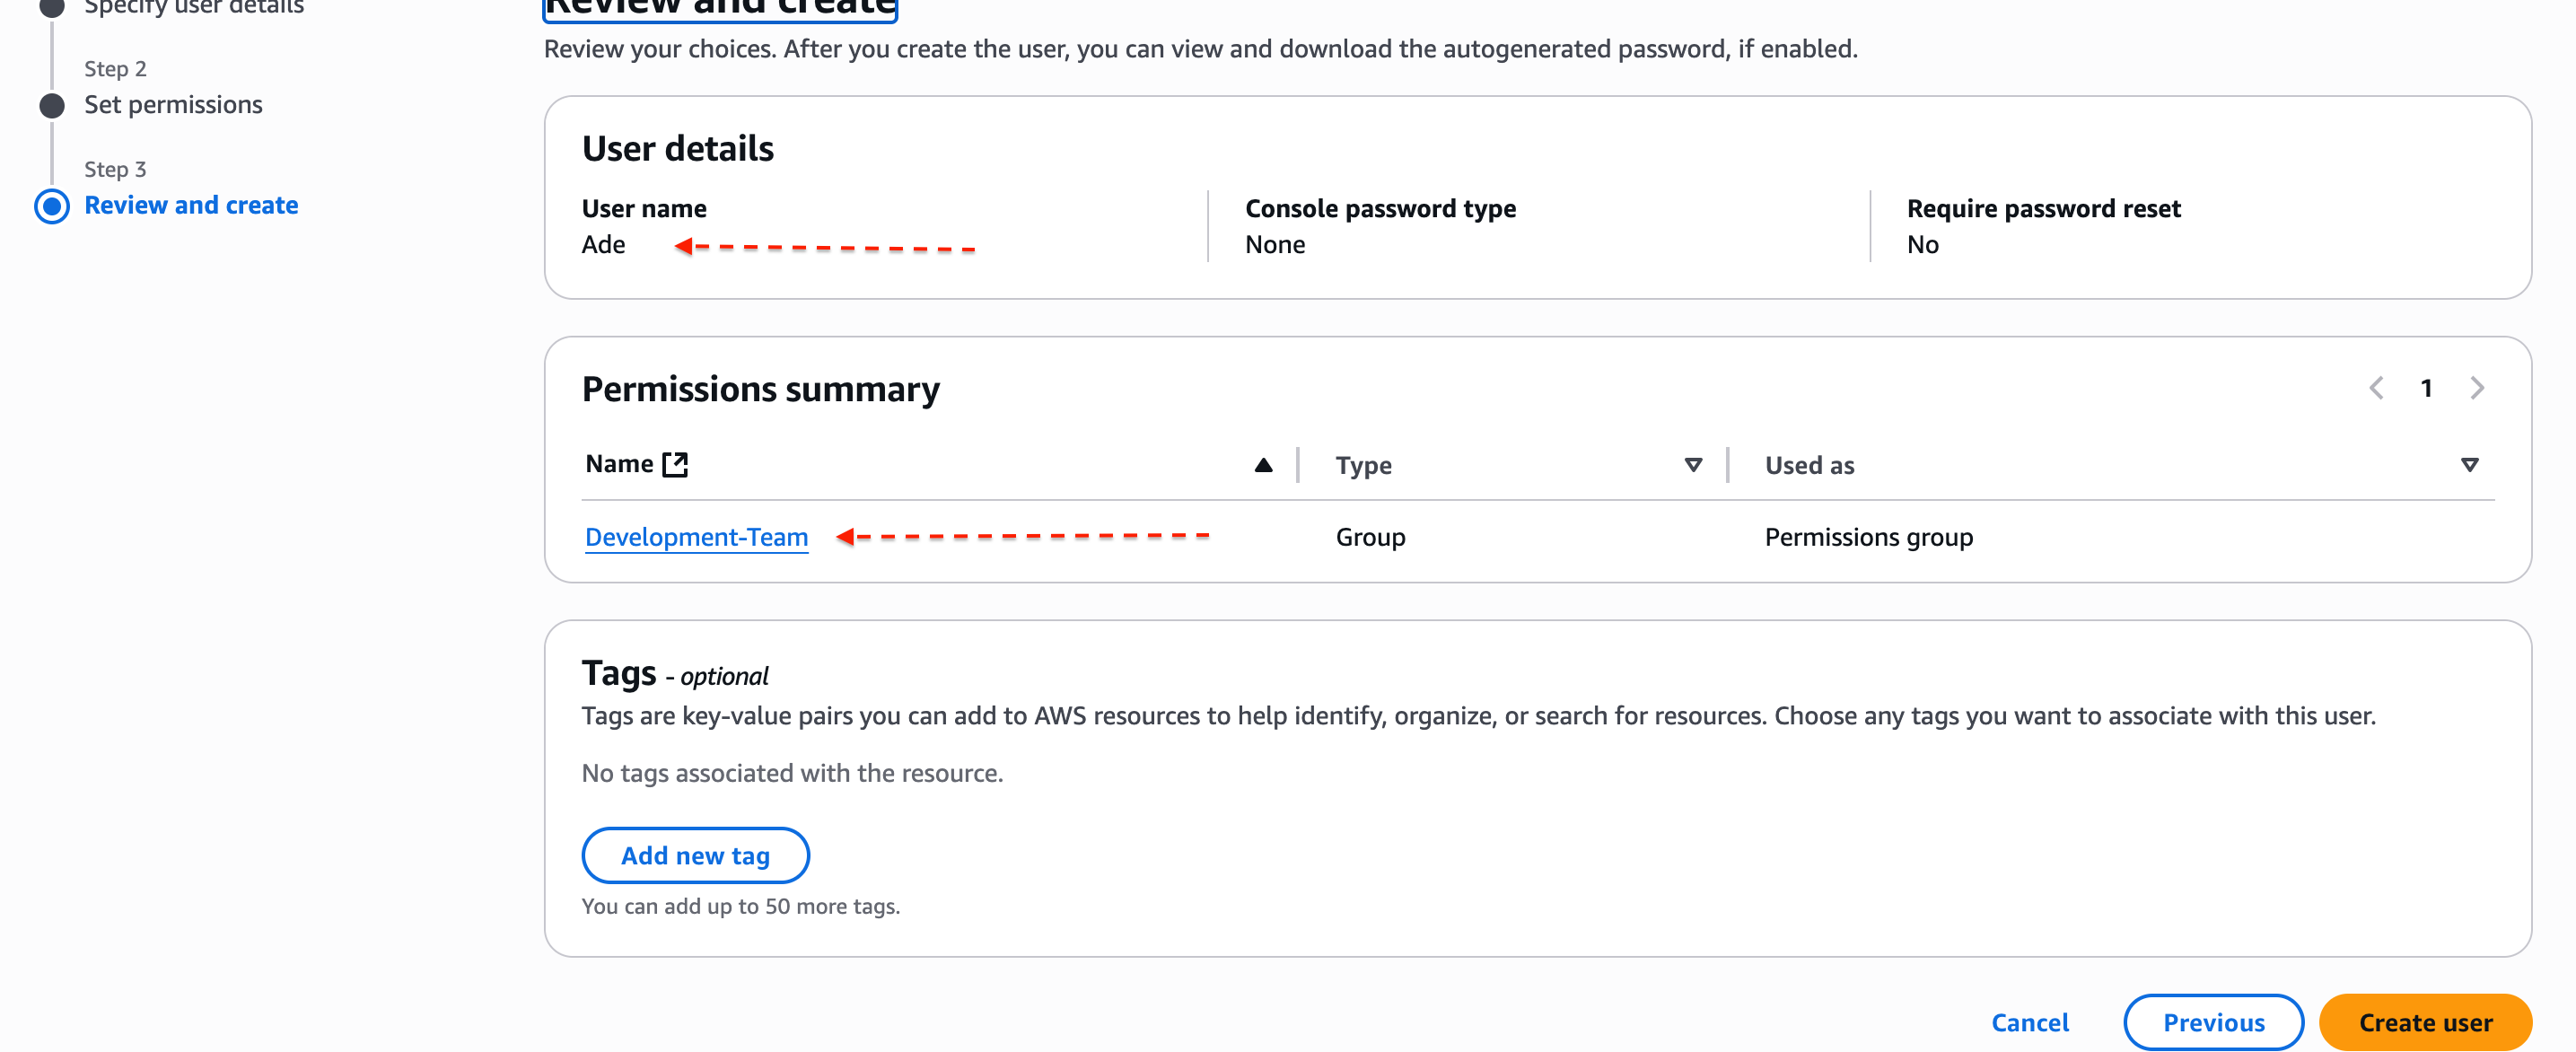 Specify user details
Step 2
Set permissions
Step 3
Review and create
Review and create
Review your choices. After you create the user, you can view and download the autogenerated password, if enabled.
User details
User name
Ade
Console password type
None
Require password reset
No
Permissions summary
1
Name
Type
Used as
Development-Team
Group
Permissions group
Tags - optional
Tags are key-value pairs you can add to AWS resources to help identify, organize, or search for resources. Choose any tags you want to associate with this user.
No tags associated with the resource.
Add new tag
You can add up to 50 more tags.
Cancel
Previous
Create user